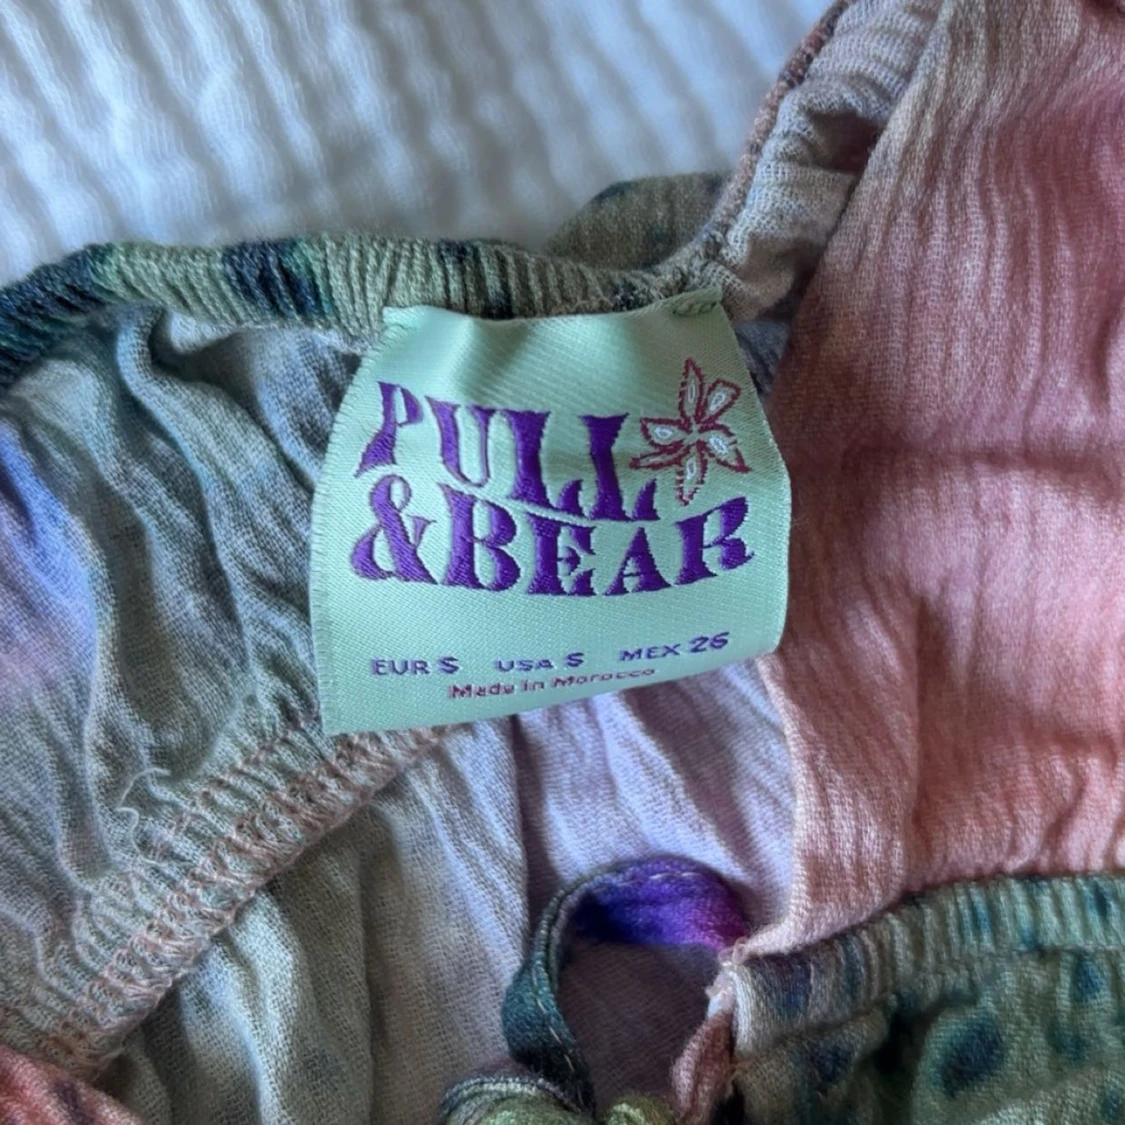 PULL
&BEAR
EUR S USA S MEX 26
Made in Morocco